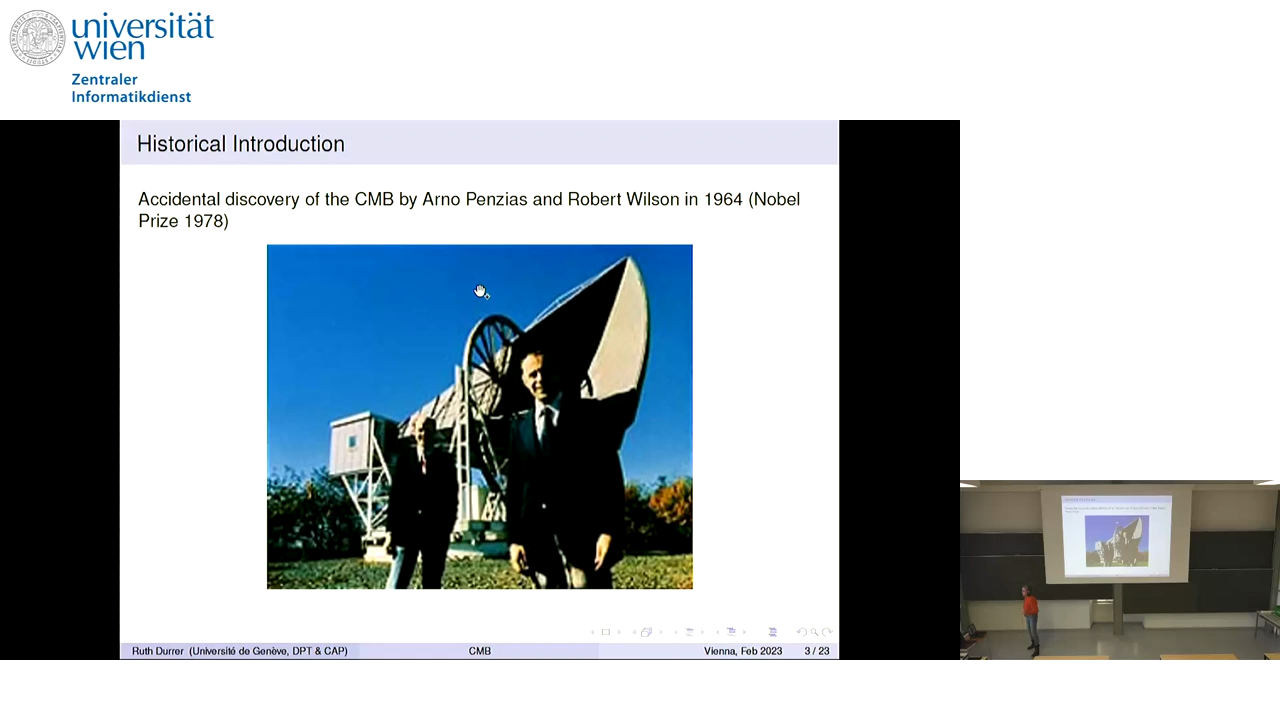 universität
wien
Zentraler
Informatikdienst
Historical Introduction
Accidental discovery of the CMB by Arno Penzias and Robert Wilson in 1964 (Nobel
Prize 1978)
Ruth Durrer (Université de Genève, DPT & CAP)
CMB
Vienna, Feb 2023
3 / 23